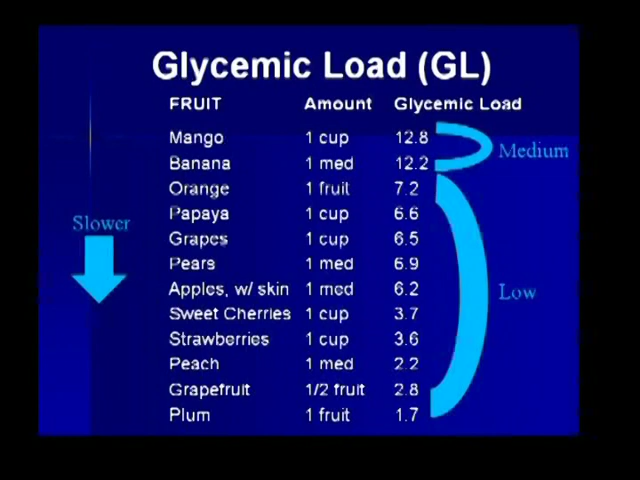 Glycemic Load (GL)
FRUIT Amount Glycemic Load
Mango 1 cup 12.8
Medium
Banana 1 med 12.2
Orange 1 fruit 7.2
Papaya 1 cup 6.6
Slower
Grapes 1 cup 6.5
Pears 1 med 6.9
Apples, w/ skin 1 med 6.2
Low
Sweet Cherries 1 cup 3.7
Strawberries 1 cup 3.6
Peach 1 med 2.2
Grapefruit 1/2 fruit 2.8
Plum 1 fruit 1.7